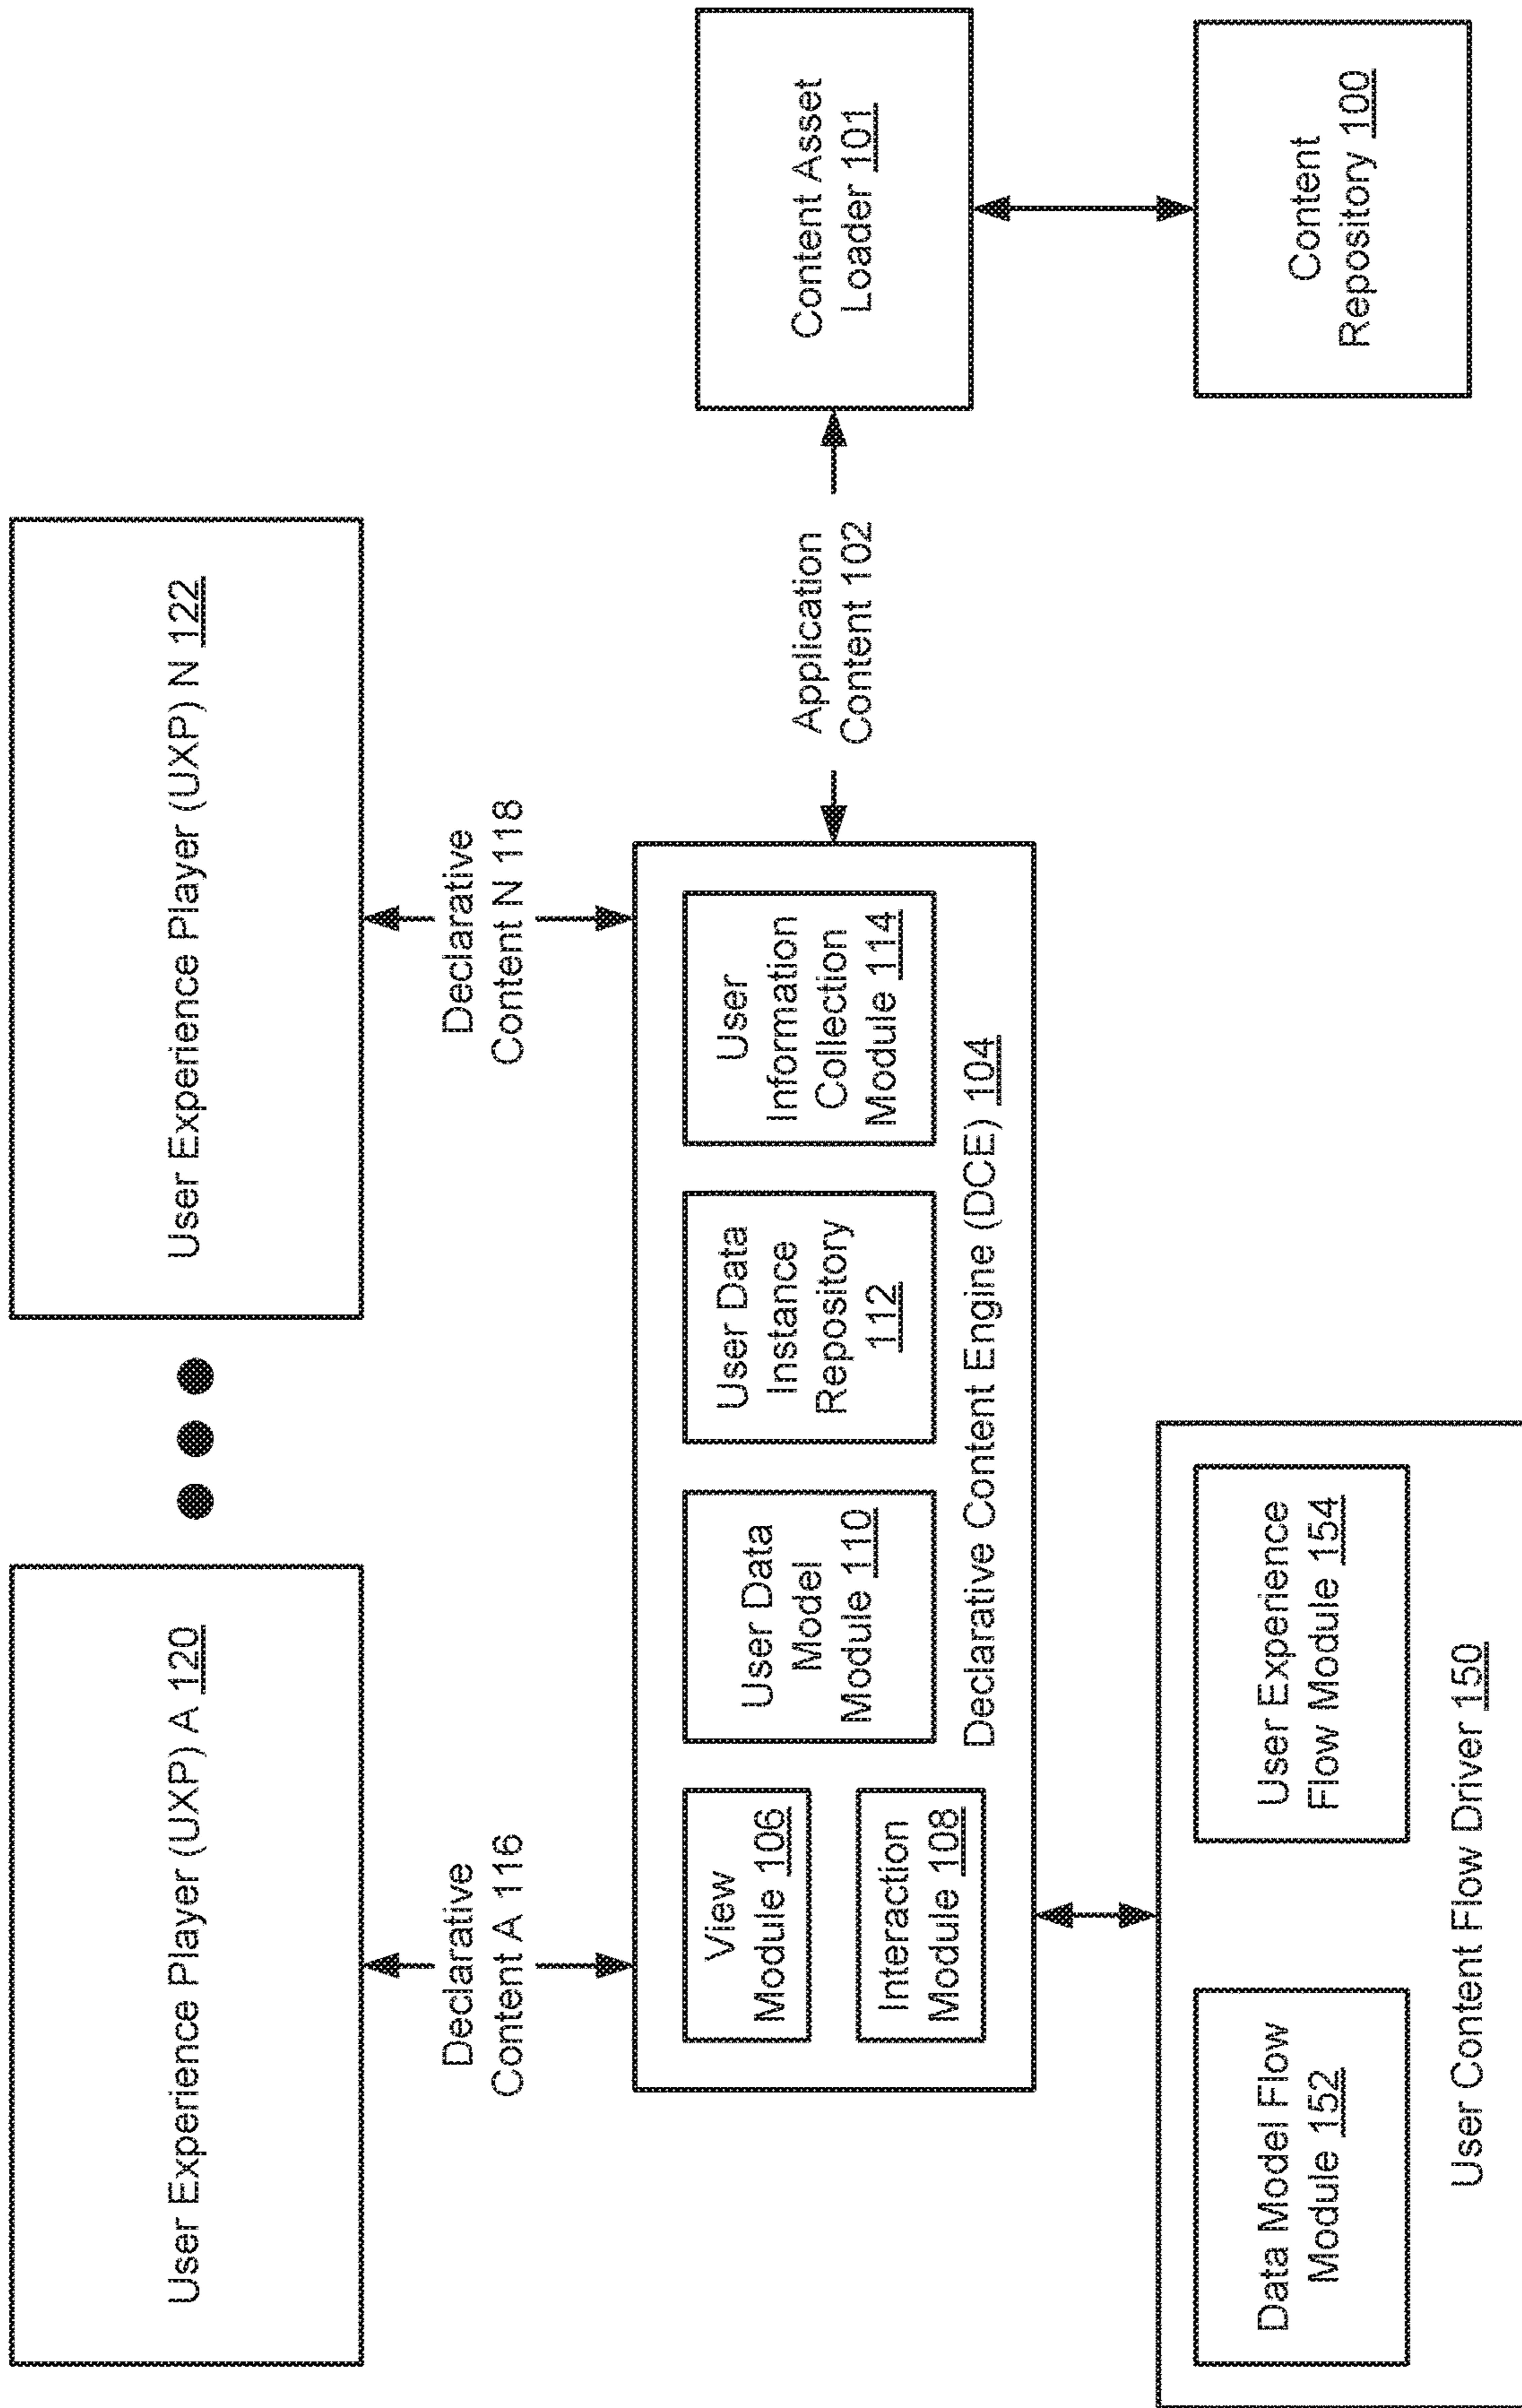 User Experience Player (UXP) A 120
User Experience Player (UXP) N 122
Declarative
Content A 116
Declarative
Content N 118
View
Module 106
Interaction
Module 108
User Data
Model
Module 110
User Data
Instance
Repository
112
User
Information
Collection
Module 114
Declarative Content Engine (DCE) 104
Application
Content 102
Content Asset
Loader 101
Content
Repository 100
Data Model Flow
Module 152
User Experience
Flow Module 154
User Content Flow Driver 150